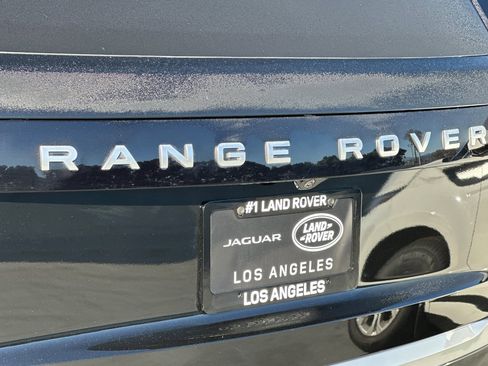 RANGE ROVER
#1 LAND ROVER
JAGUAR
LAND
ROVER
LOS ANGELES
LOS ANGELES